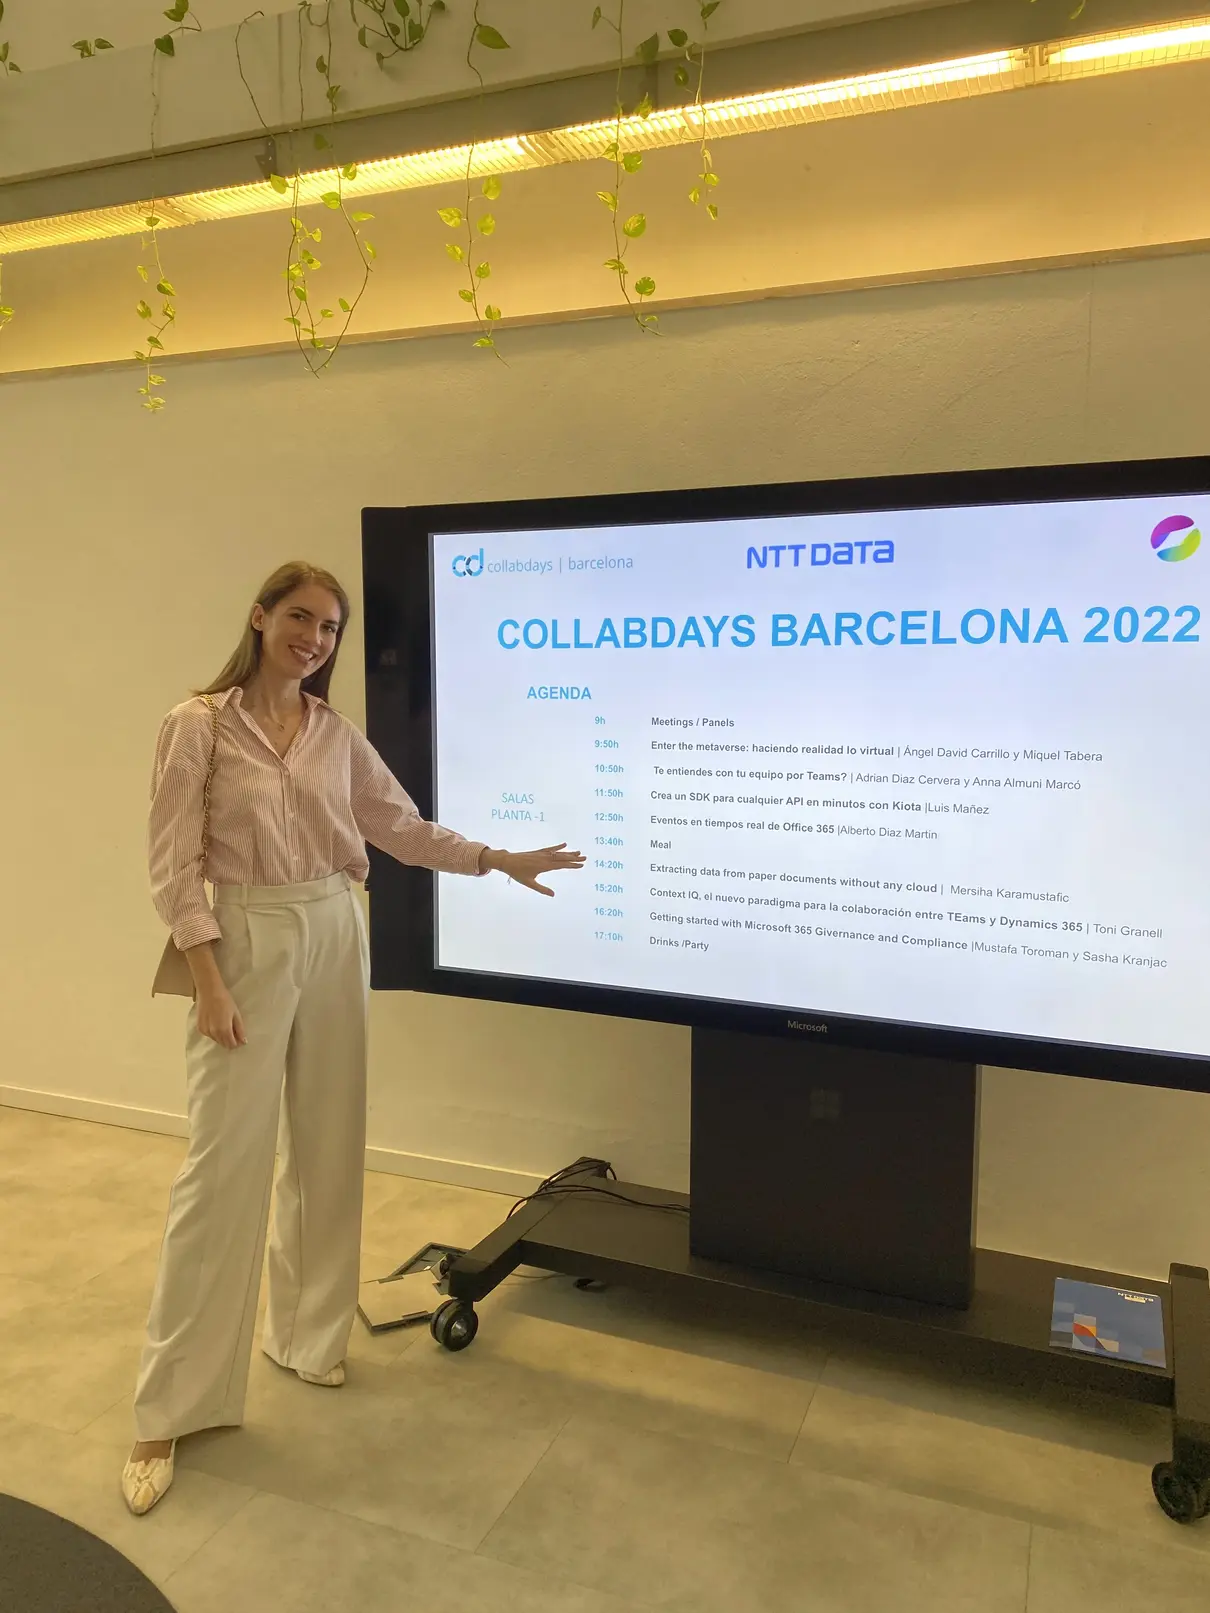 cd collabdays | barcelona
NTT DATA
COLLABDAYS BARCELONA 2022
AGENDA
SALAS
PLANTA -1
9h Meetings / Panels
9:50h Enter the metaverse: haciendo realidad lo virtual | Ángel David Carrillo y Miquel Tabera
10:50h Te entiendes con tu equipo por Teams? | Adrian Diaz Cervera y Anna Almuni Marcó
11:50h Crea un SDK para cualquier API en minutos con Kiota |Luis Mañez
12:50h Eventos en tiempos real de Office 365 |Alberto Diaz Martin
13:40h Meal
14:20h Extracting data from paper documents without any cloud | Mersiha Karamustafic
15:20h Context IQ, el nuevo paradigma para la colaboración entre TEams y Dynamics 365 | Toni Granell
16:20h Getting started with Microsoft 365 Givernance and Compliance |Mustafa Toroman y Sasha Kranjac
17:10h Drinks /Party
Microsoft
NTT DATA